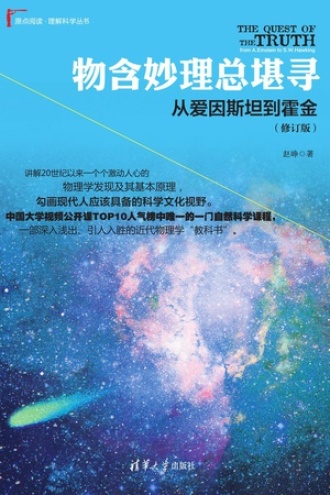 原点阅读·理解科学丛书
THE QUEST OF
THE TRUTH
from A. Einstein to S.W. Hawking
物含妙理总堪寻
从爱因斯坦到霍金
（修订版）
赵峥◎著
讲解20世纪以来一个个激动人心的
物理学发现及其基本原理，
勾画现代人应该具备的科学文化视野。
中国大学视频公开课TOP10人气榜中唯一的一门自然科学课程，
一部深入浅出、引人入胜的近代物理学“教科书”。
清华大学出版社